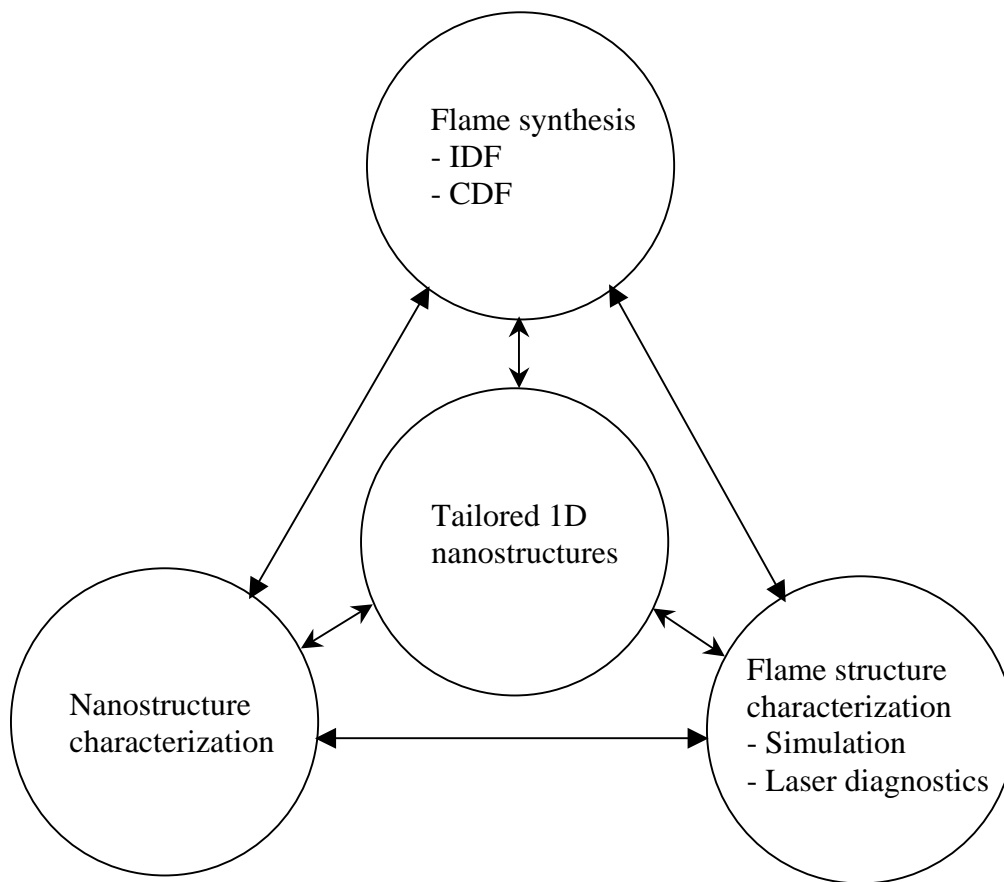 Flame synthesis
- IDF
- CDF
Tailored 1D
nanostructures
Nanostructure
characterization
Flame structure
characterization
- Simulation
- Laser diagnostics